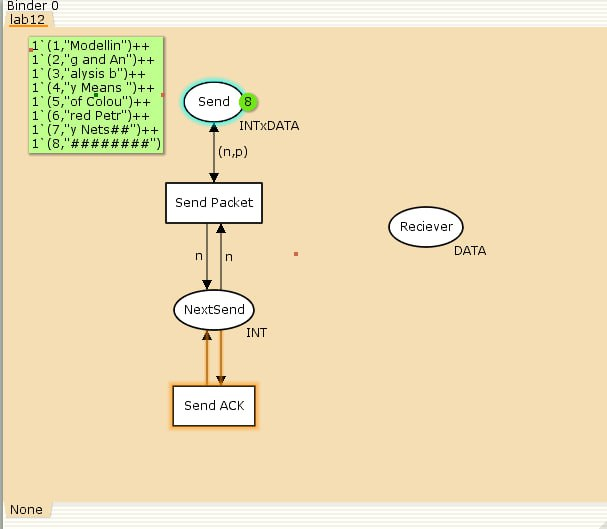 Binder 0
lab12
1`(1,"Modellin")++
1`(2,"g and An")++
1`(3,"alysis b")++
1`(4,"y Means ")++
1`(5,"of Colou")++
1`(6,"red Petr")++
1`(7,"y Nets##")++
1`(8,"########")
Send
8
INTxDATA
(n,p)
Send Packet
Reciever
DATA
n
n
NextSend
INT
Send ACK
None